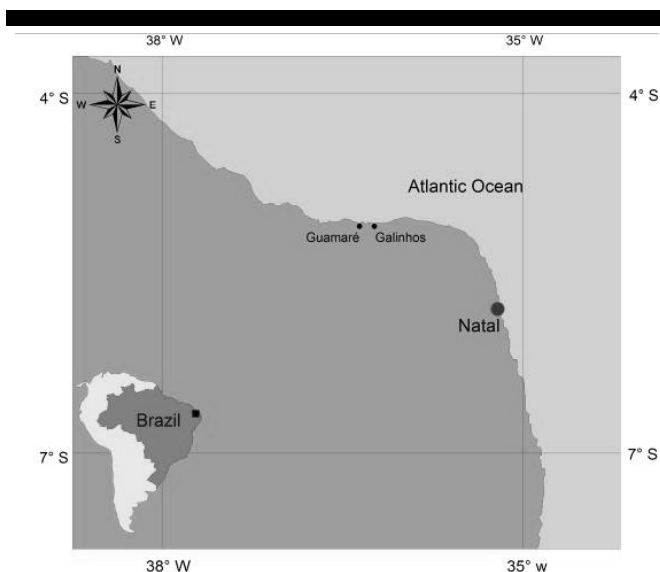 38° W 35° W
N
4° S W E 4° S
S
Atlantic Ocean
Guamaré Galinhos
Natal
Brazil
7° S 7° S
38° W 35° w